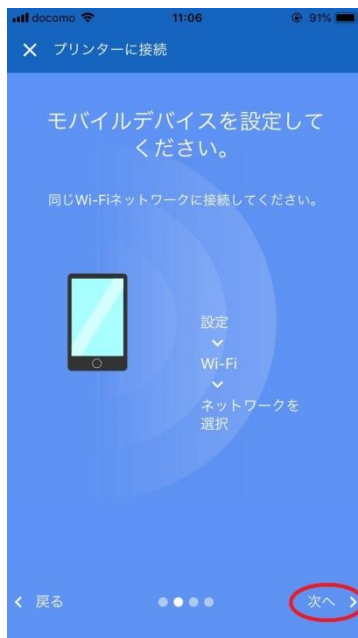 docomo 11:06 91%
プリンターに接続
モバイルデバイスを設定して
ください。
同じWi-Fiネットワークに接続してください。
設定
Wi-Fi
ネットワークを
選択
戻る 次へ